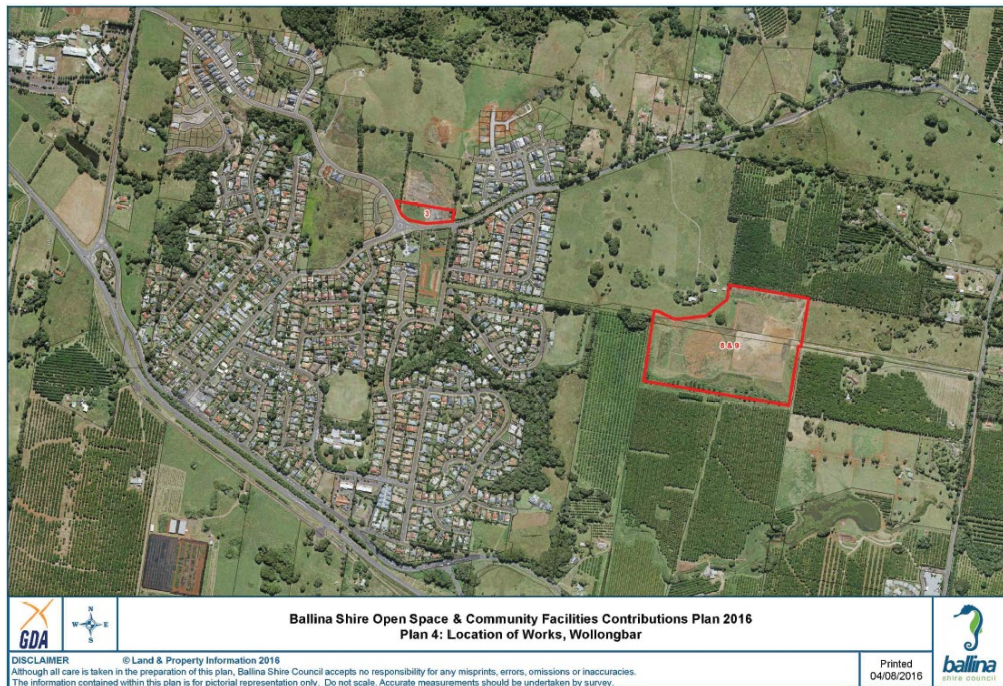 3
8 & 9
GDA
N
W E
S
Ballina Shire Open Space & Community Facilities Contributions Plan 2016
Plan 4: Location of Works, Wollongbar
DISCLAIMER © Land & Property Information 2016
Although all care is taken in the preparation of this plan, Ballina Shire Council accepts no responsibility for any misprints, errors, omissions or inaccuracies.
The information contained within this plan is for pictorial representation only. Do not scale. Accurate measurements should be undertaken by survey.
Printed
04/08/2016
ballina
shire council